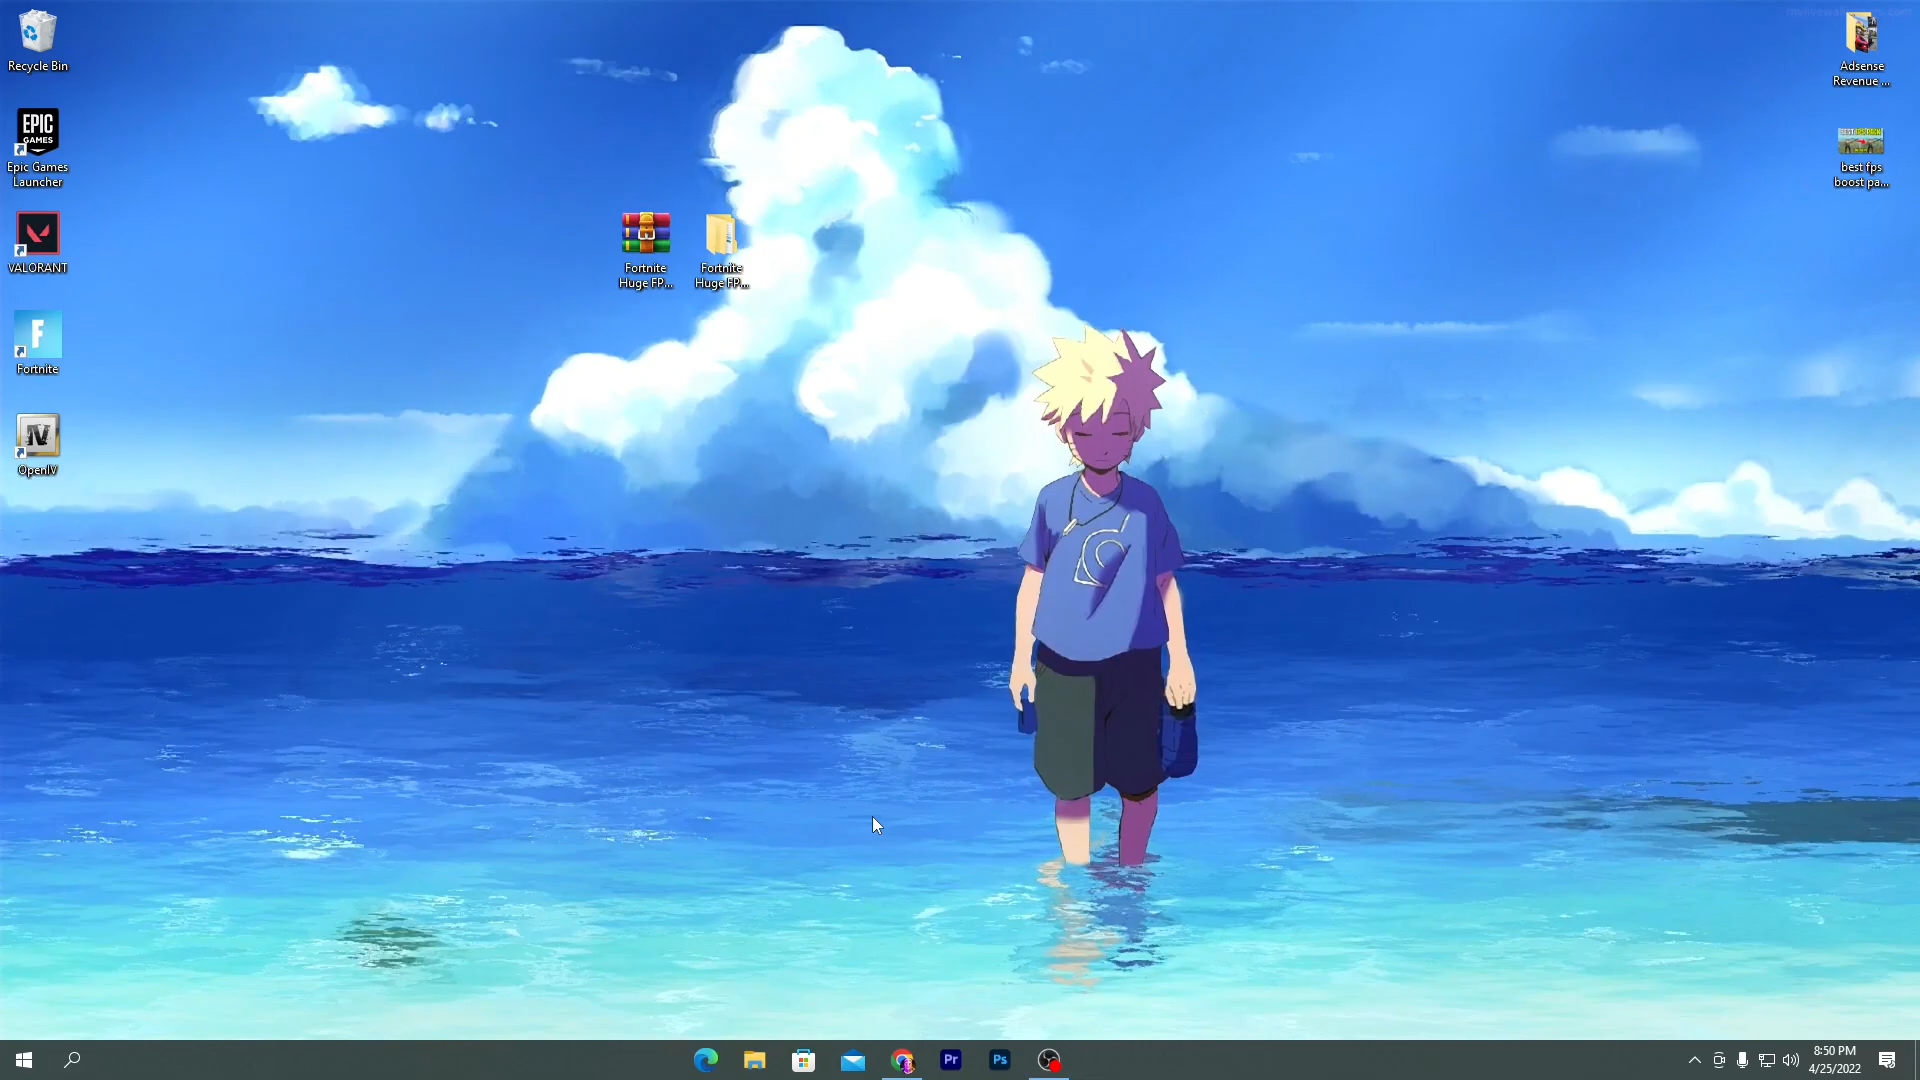 Recycle Bin
EPIC
GAMES
Epic Games
Launcher
VALORANT
F
Fortnite
IV
OpenIV
Fortnite
Huge FP...
Fortnite
Huge FP...
Adsense
Revenue ...
best fps
boost pa...
Pr
Ps
8:50 PM
4/25/2022